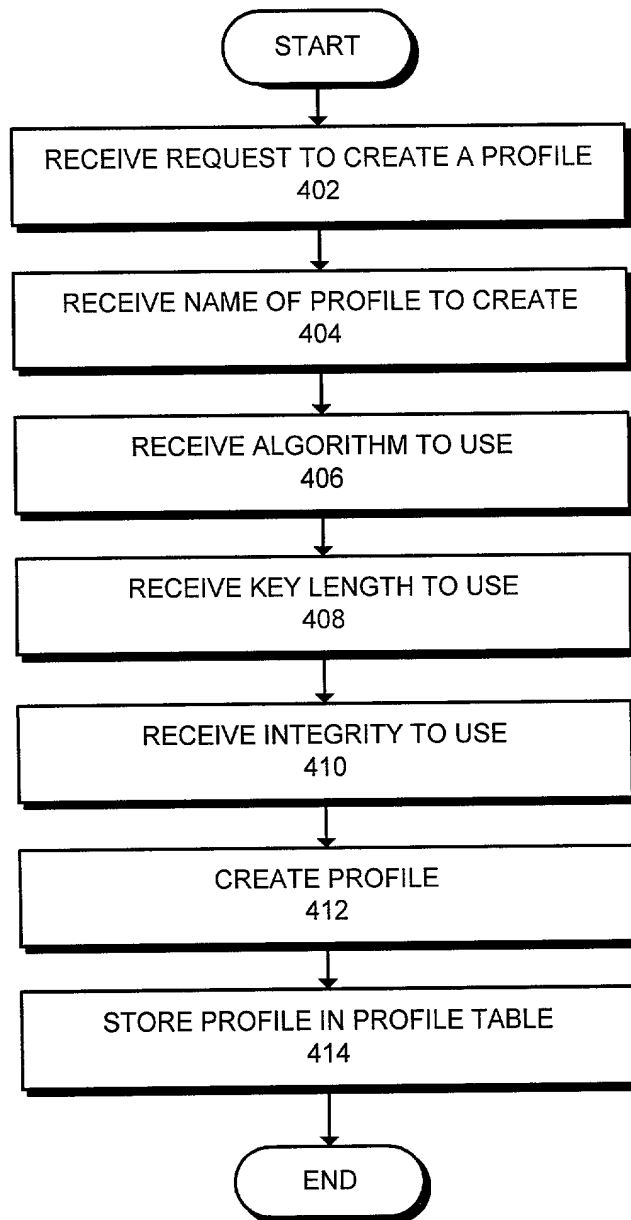 START
RECEIVE REQUEST TO CREATE A PROFILE
402
RECEIVE NAME OF PROFILE TO CREATE
404
RECEIVE ALGORITHM TO USE
406
RECEIVE KEY LENGTH TO USE
408
RECEIVE INTEGRITY TO USE
410
CREATE PROFILE
412
STORE PROFILE IN PROFILE TABLE
414
END